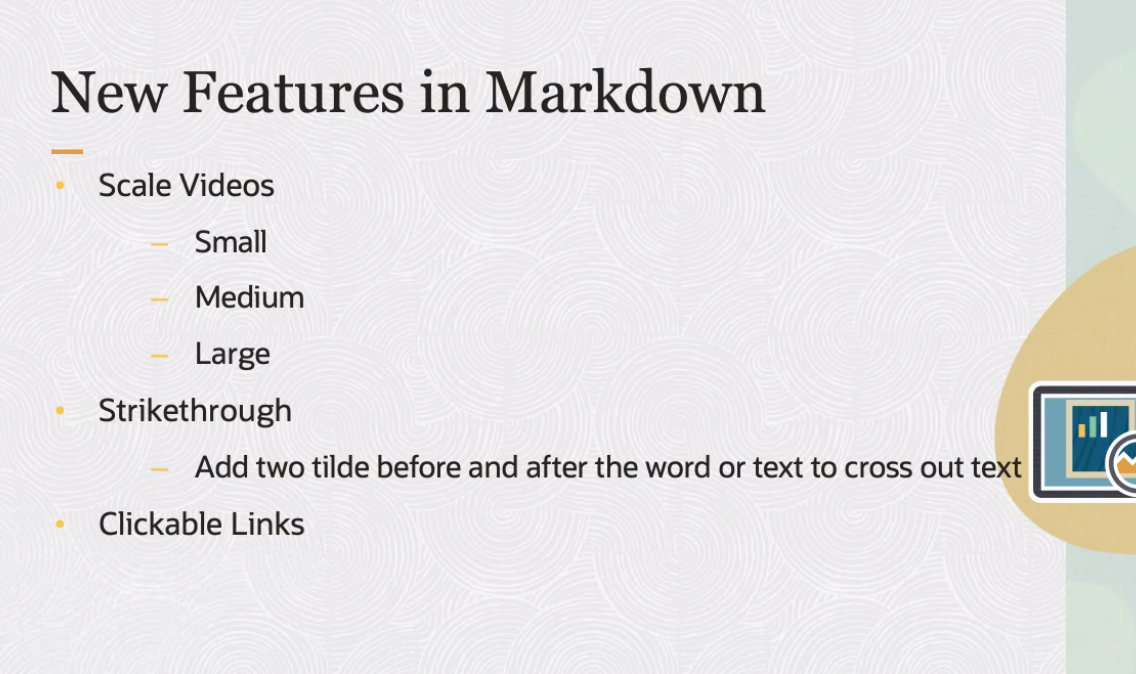 New Features in Markdown
• Scale Videos
– Small
– Medium
– Large
• Strikethrough
– Add two tilde before and after the word or text to cross out text
• Clickable Links